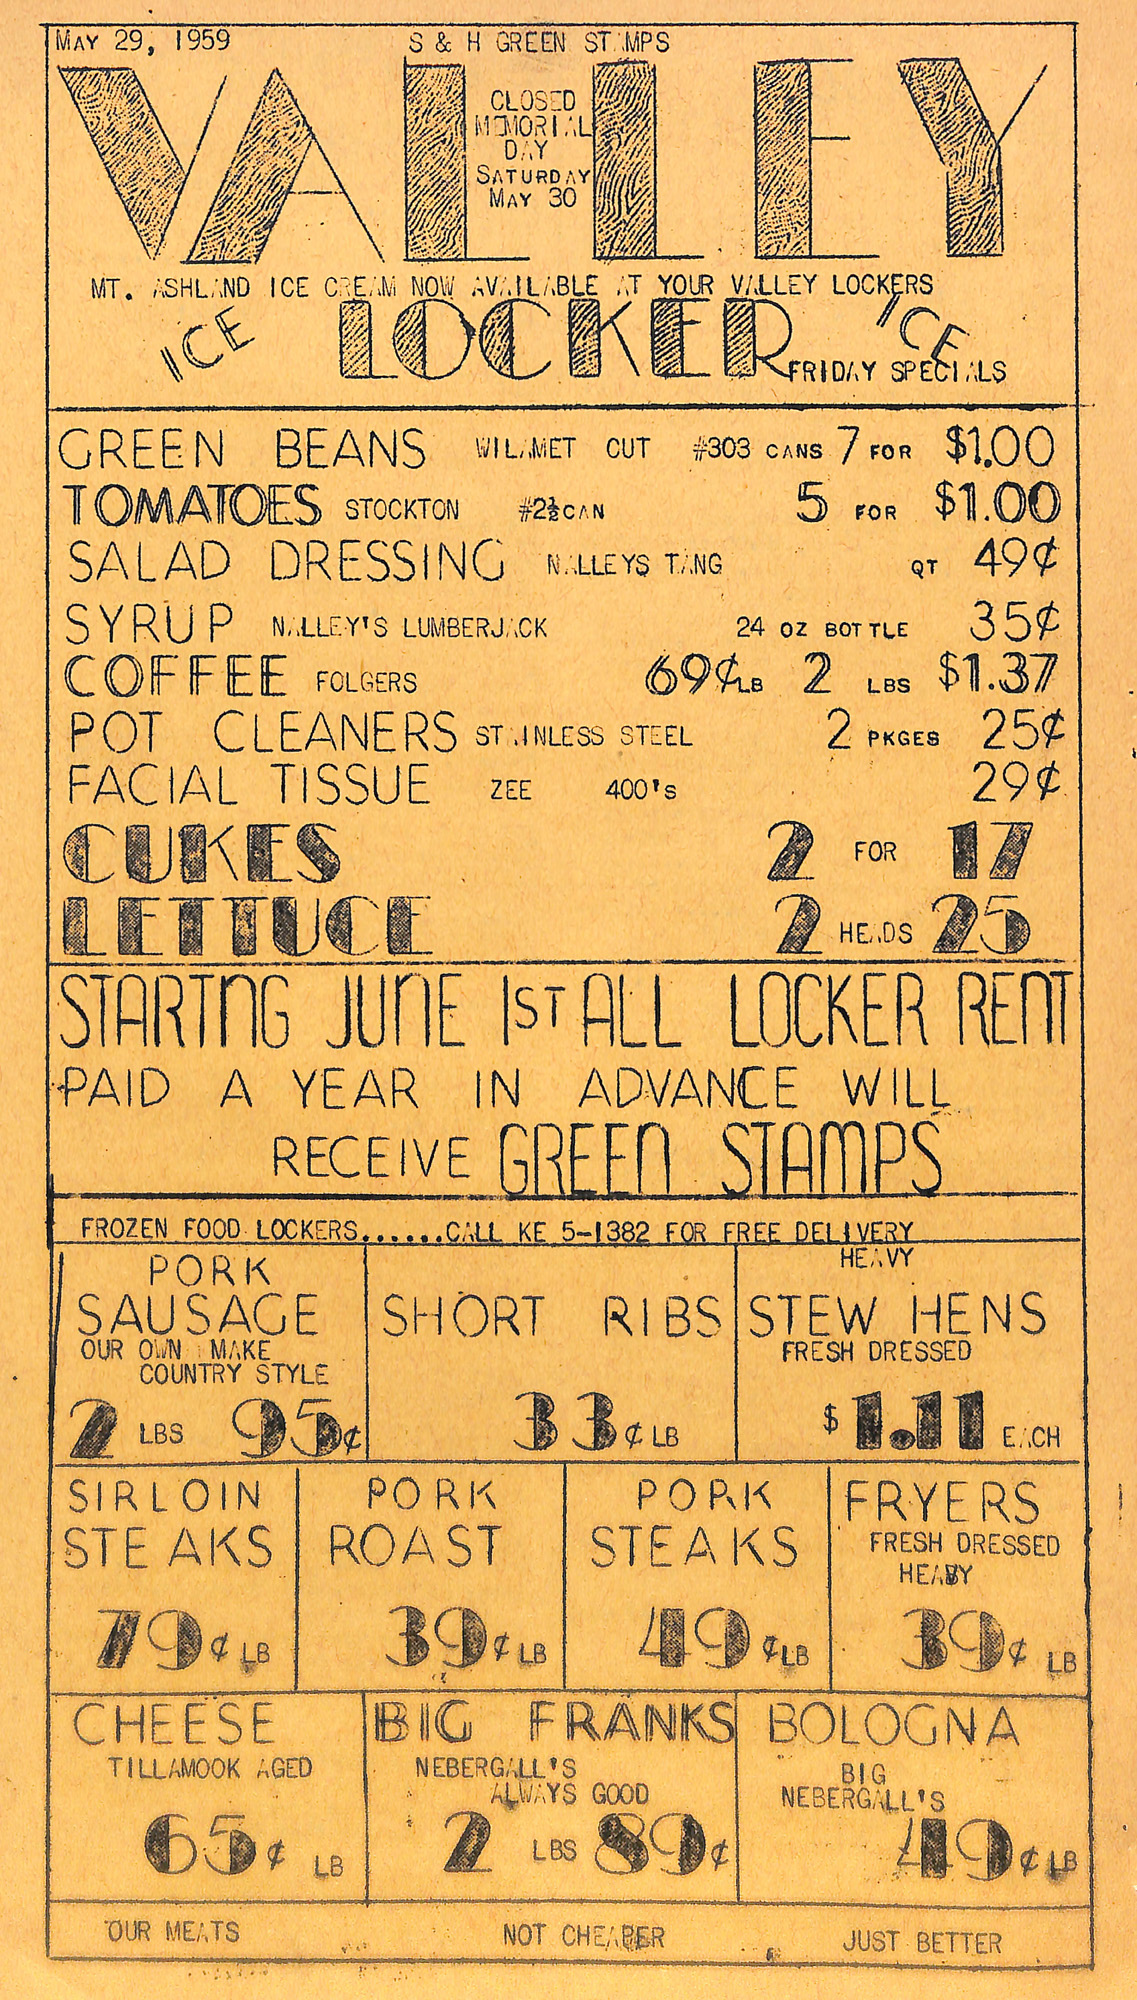 MAY 29, 1959 S & H GREEN STAMPS
VALLEY
CLOSED
MEMORIAL
DAY
SATURDAY
MAY 30
MT. ASHLAND ICE CREAM NOW AVAILABLE AT YOUR VALLEY LOCKERS
ICE LOCKER ICE
FRIDAY SPECIALS
GREEN BEANS WILAMET CUT #303 CANS 7 FOR $1.00
TOMATOES STOCKTON #2½ CAN 5 FOR $1.00
SALAD DRESSING NALLEYS TANG QT 49¢
SYRUP NALLEY'S LUMBERJACK 24 OZ BOTTLE 35¢
COFFEE FOLGERS 69¢ LB 2 LBS $1.37
POT CLEANERS STAINLESS STEEL 2 PKGES 25¢
FACIAL TISSUE ZEE 400's 29¢
CUKES 2 FOR 17
LETTUCE 2 HEADS 25
STARTNG JUNE 1ST ALL LOCKER RENT
PAID A YEAR IN ADVANCE WILL
RECEIVE GREEN STAMPS
FROZEN FOOD LOCKERS.......CALL KE 5-1382 FOR FREE DELIVERY
PORK
SAUSAGE
OUR OWN MAKE
COUNTRY STYLE
2 LBS 95¢
SHORT RIBS
33¢ LB
HEAVY
STEW HENS
FRESH DRESSED
$1.11 EACH
SIRLOIN
STEAKS
79¢ LB
PORK
ROAST
39¢ LB
PORK
STEAKS
49¢ LB
FRYERS
FRESH DRESSED
HEAVY
39¢ LB
CHEESE
TILLAMOOK AGED
65¢ LB
BIG FRANKS
NEBERGALL'S
ALWAYS GOOD
2 LBS 89¢
BOLOGNA
BIG
NEBERGALL'S
49¢ LB
OUR MEATS NOT CHEAPER JUST BETTER